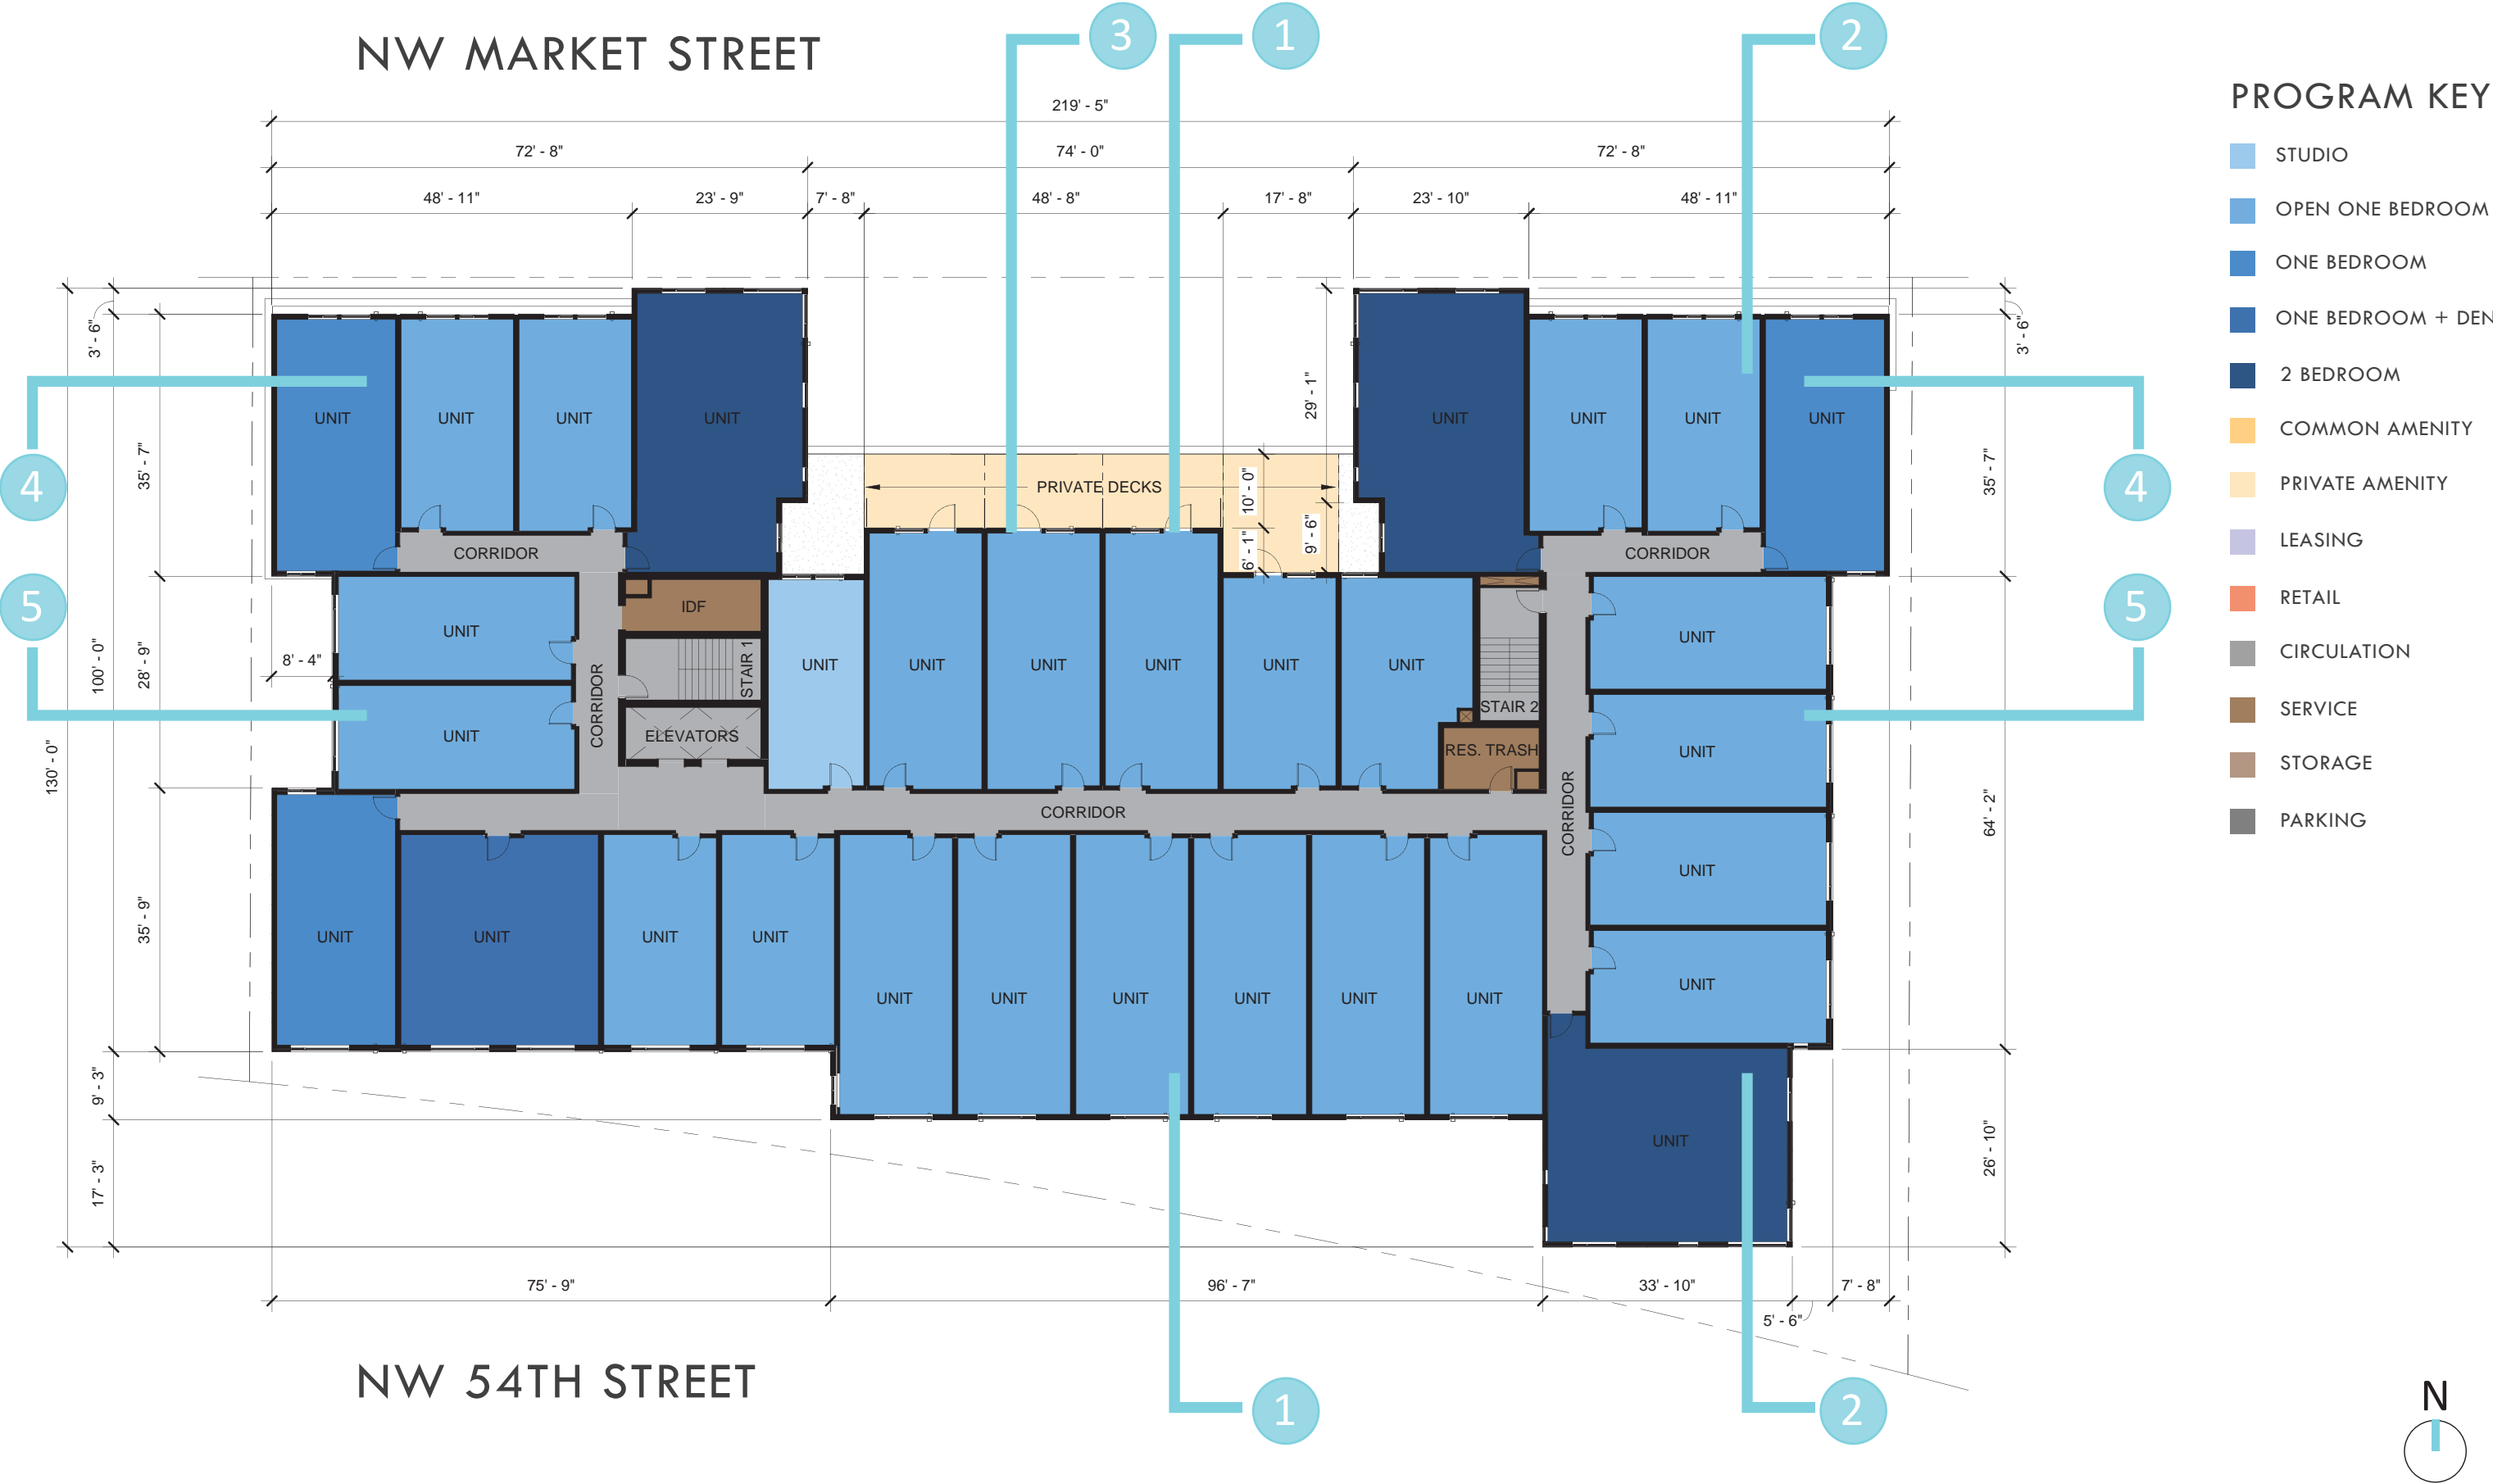 3
1
2
NW MARKET STREET
PROGRAM KEY
219' - 5"
72' - 8"
74' - 0"
72' - 8"
48' - 11"
23' - 9"
7' - 8"
48' - 8"
17' - 8"
23' - 10"
48' - 11"
STUDIO
OPEN ONE BEDROOM
ONE BEDROOM
ONE BEDROOM + DEN
2 BEDROOM
COMMON AMENITY
PRIVATE AMENITY
LEASING
RETAIL
CIRCULATION
SERVICE
STORAGE
PARKING
3' - 6"
3' - 6"
35' - 7"
29' - 1"
35' - 7"
UNIT
UNIT
UNIT
UNIT
UNIT
UNIT
UNIT
UNIT
4
4
PRIVATE DECKS
10' - 0"
6' - 1"
9' - 6"
CORRIDOR
CORRIDOR
5
5
IDF
UNIT
UNIT
8' - 4"
100' - 0"
28' - 9"
130' - 0"
CORRIDOR
STAIR 1
UNIT
UNIT
UNIT
UNIT
UNIT
UNIT
STAIR 2
UNIT
ELEVATORS
RES. TRASH
UNIT
CORRIDOR
CORRIDOR
64' - 2"
UNIT
35' - 9"
UNIT
UNIT
UNIT
UNIT
UNIT
UNIT
UNIT
UNIT
UNIT
UNIT
UNIT
9' - 3"
17' - 3"
UNIT
26' - 10"
75' - 9"
96' - 7"
33' - 10"
7' - 8"
5' - 6"
NW 54TH STREET
1
2
N